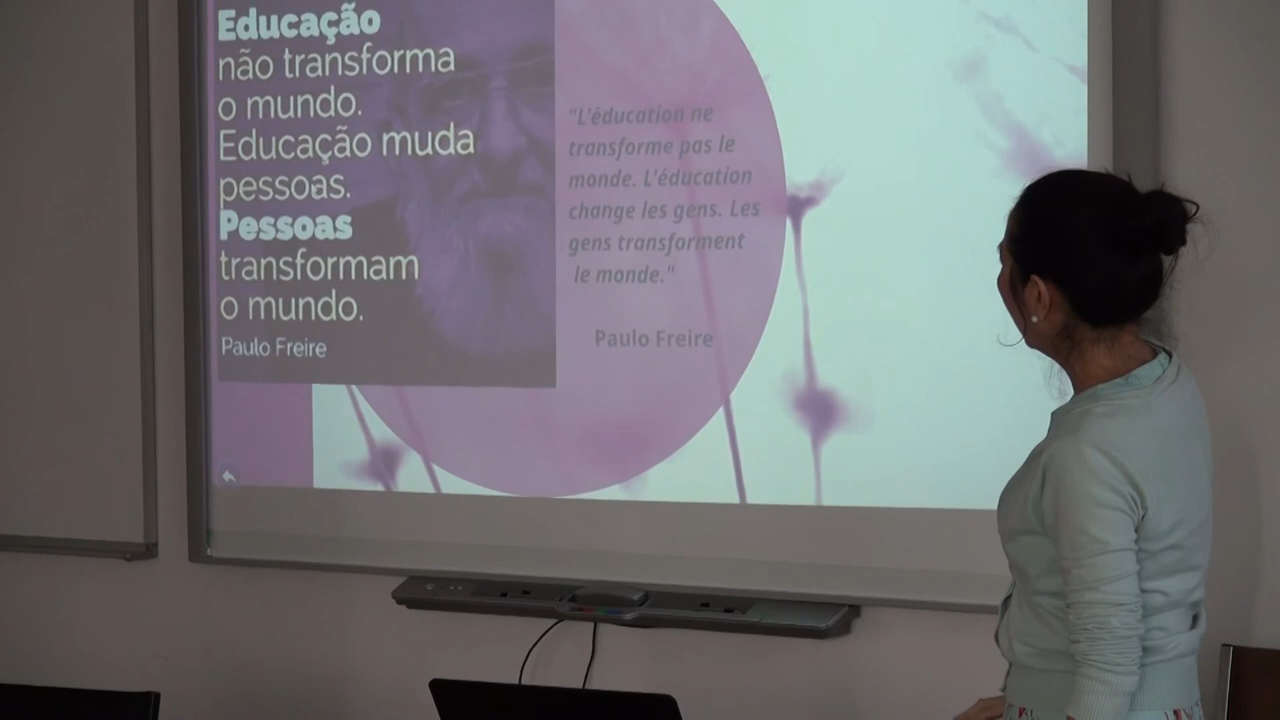 Educação
não transforma
o mundo.
Educação muda
pessoas.
Pessoas
transformam
o mundo.
Paulo Freire
"L'éducation ne
transforme pas le
monde. L'éducation
change les gens. Les
gens transforment
le monde."
Paulo Freire